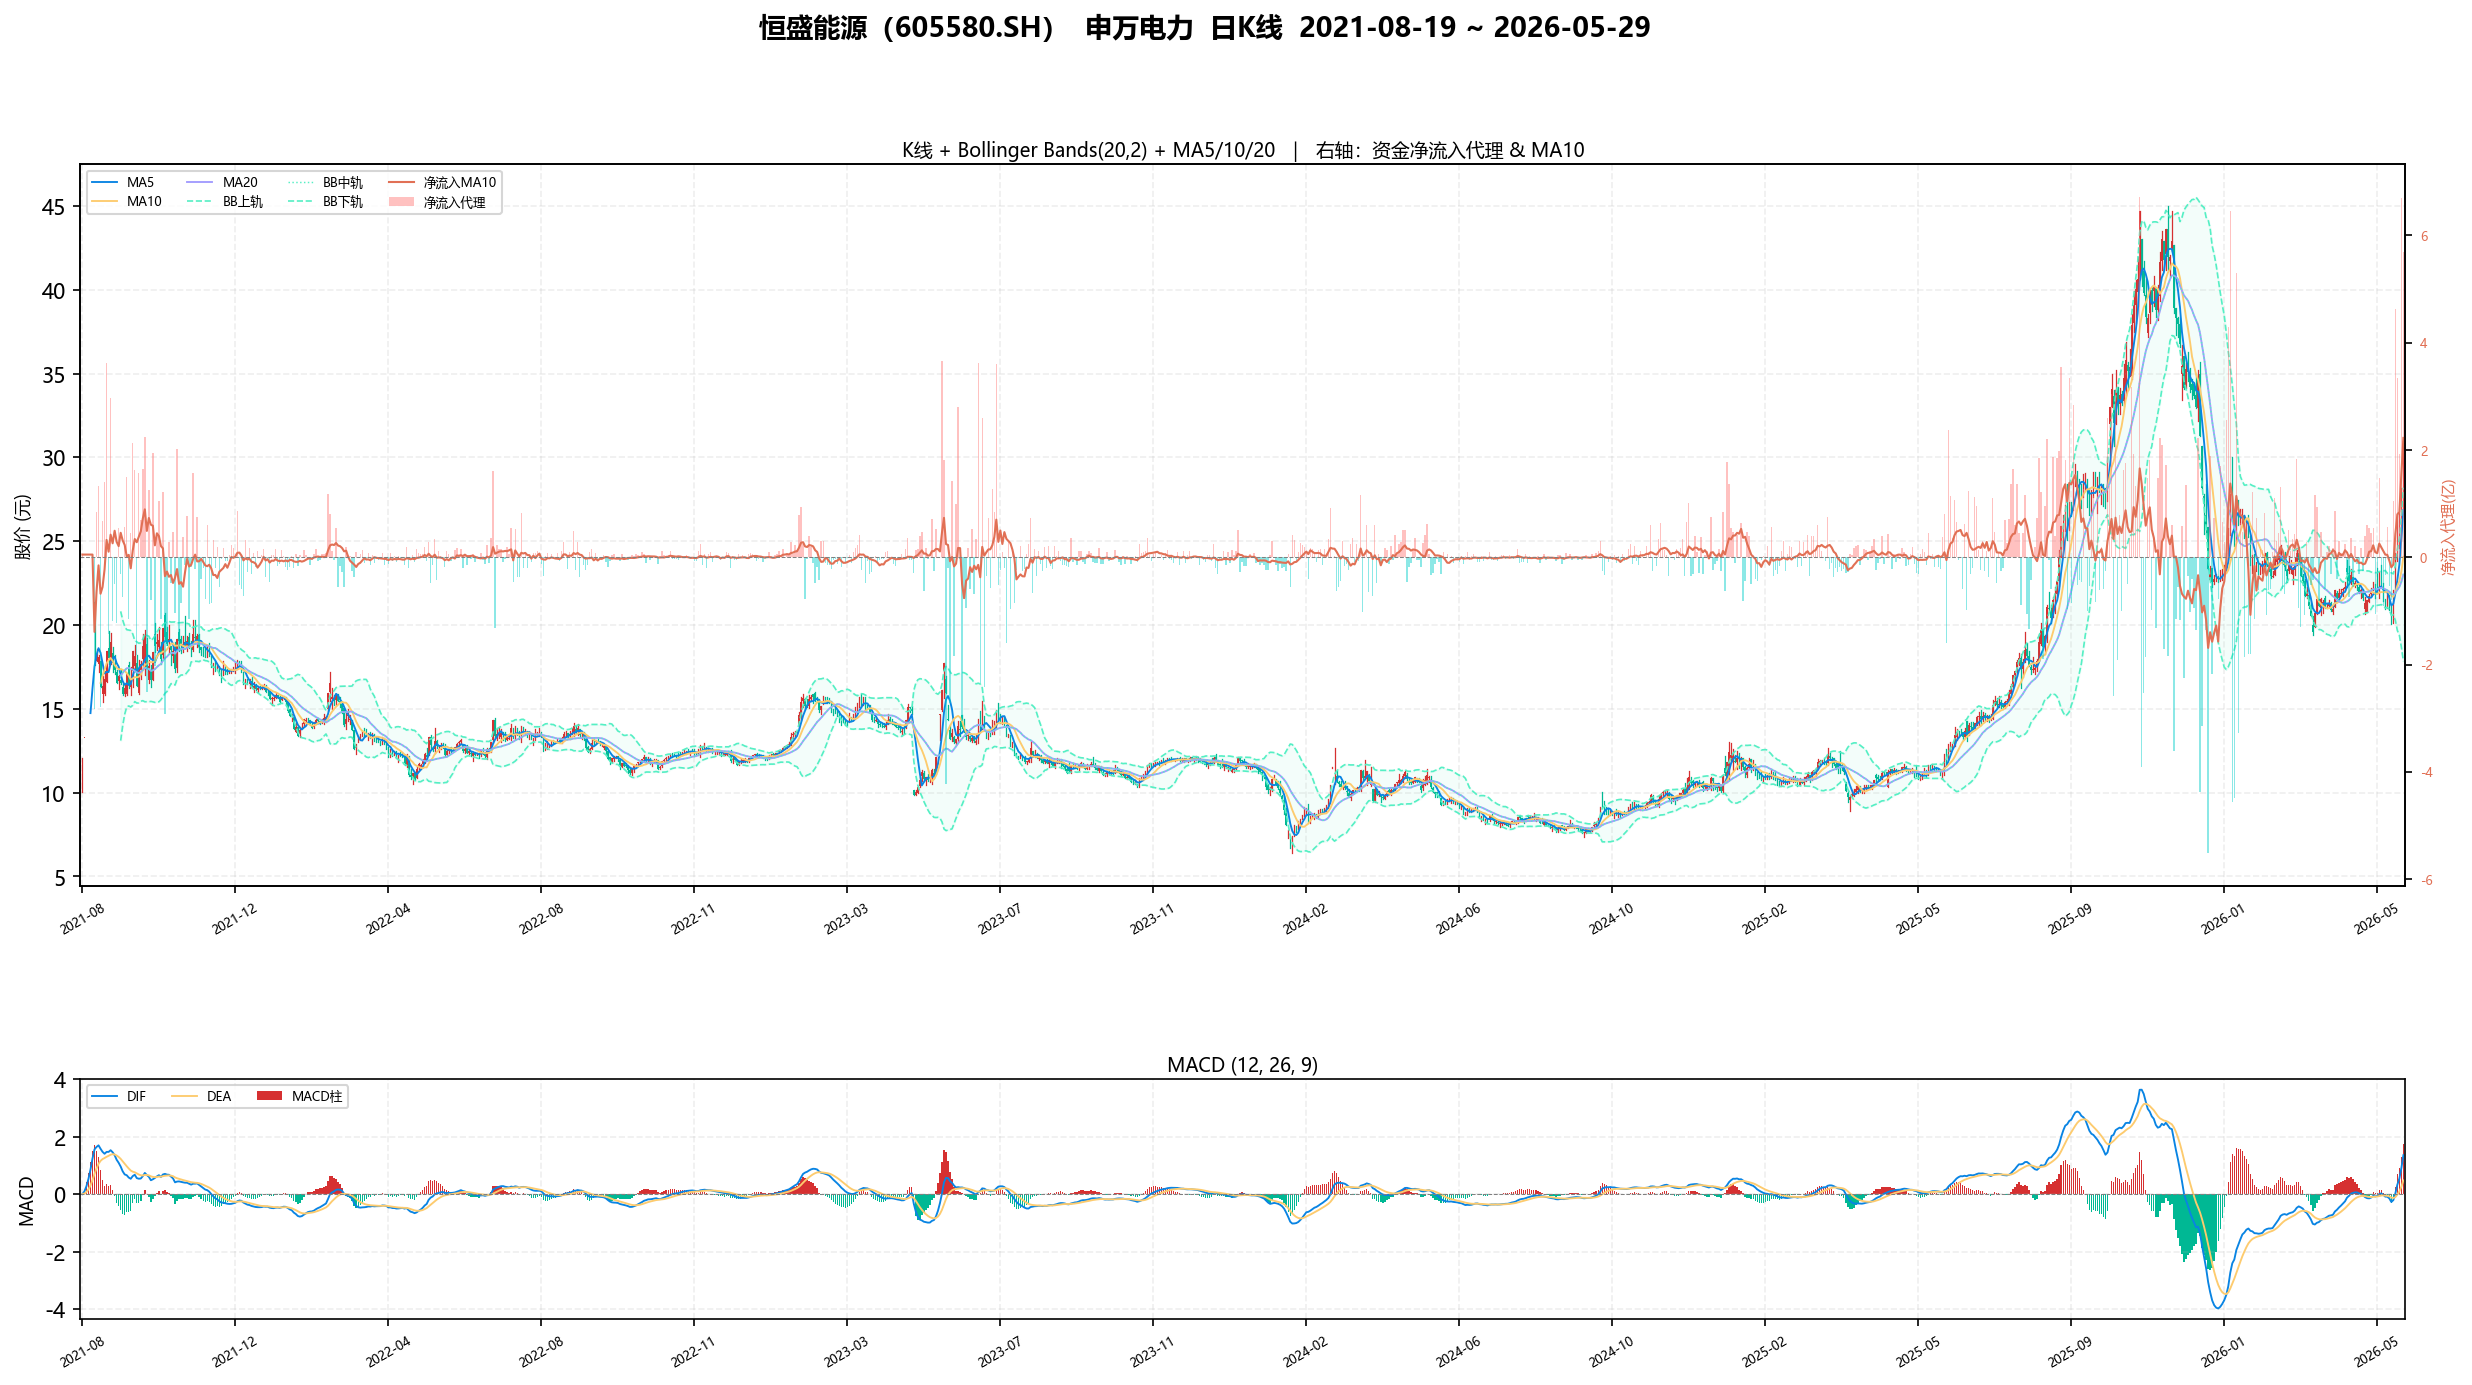 恒盛能源（605580.SH） 申万电力 日K线 2021-08-19 ~ 2026-05-29
K线 + Bollinger Bands(20,2) + MA5/10/20 | 右轴：资金净流入代理 & MA10
MA5 MA20 BB中轨 净流入MA10
MA10 BB上轨 BB下轨 净流入代理
45
40
35
30
25
20
15
10
5
股价 (元)
6
4
2
0
-2
-4
-6
净流入代理(亿)
2021-08 2021-12 2022-04 2022-08 2022-11 2023-03 2023-07 2023-11 2024-02 2024-06 2024-10 2025-02 2025-05 2025-09 2026-01 2026-05
MACD (12, 26, 9)
DIF DEA MACD柱
4
2
0
-2
-4
MACD
2021-08 2021-12 2022-04 2022-08 2022-11 2023-03 2023-07 2023-11 2024-02 2024-06 2024-10 2025-02 2025-05 2025-09 2026-01 2026-05